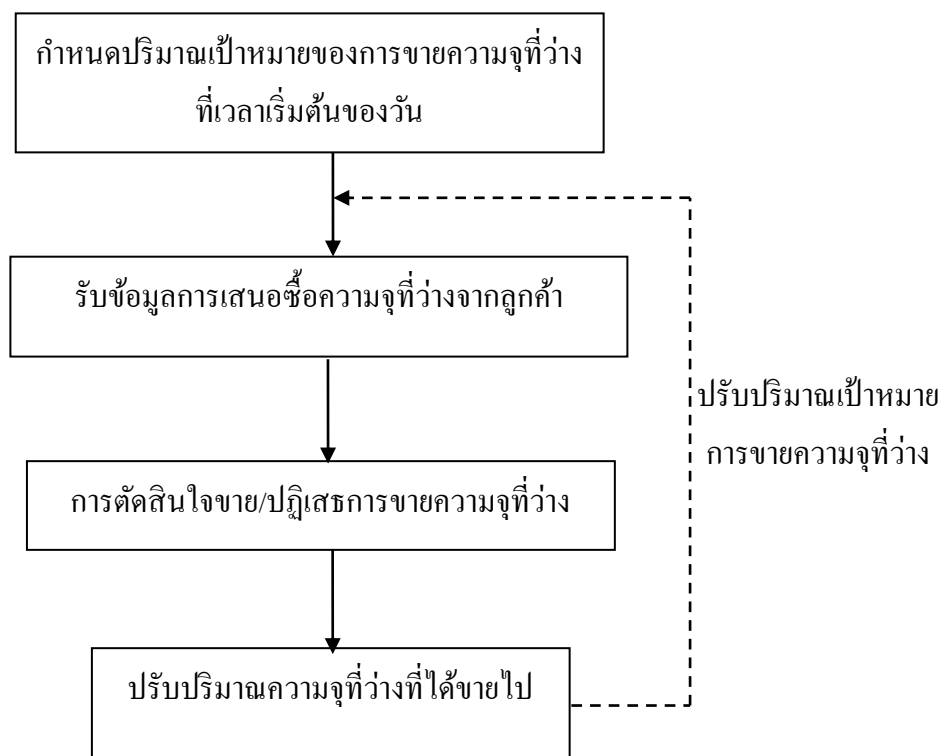 กำหนดปริมาณเป้าหมายของการขายความจุที่ว่าง
ที่เวลาเริ่มต้นของวัน
รับข้อมูลการเสนอซื้อความจุที่ว่างจากลูกค้า
การตัดสินใจขาย/ปฏิเสธการขายความจุที่ว่าง
ปรับปริมาณความจุที่ว่างที่ได้ขายไป
ปรับปริมาณเป้าหมาย
การขายความจุที่ว่าง